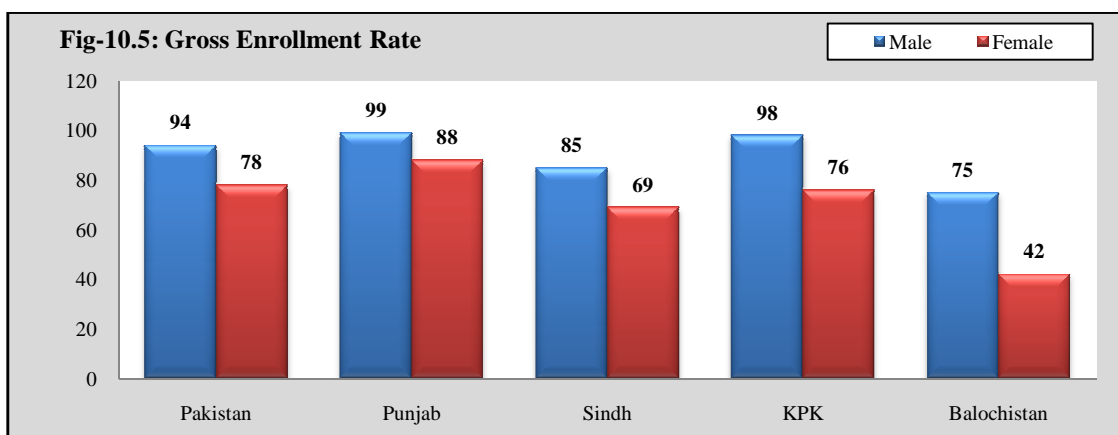 Fig-10.5: Gross Enrollment Rate
Male Female
120
100
80
60
40
20
0
94 78 99 88 85 69 98 76 75 42
Pakistan Punjab Sindh KPK Balochistan